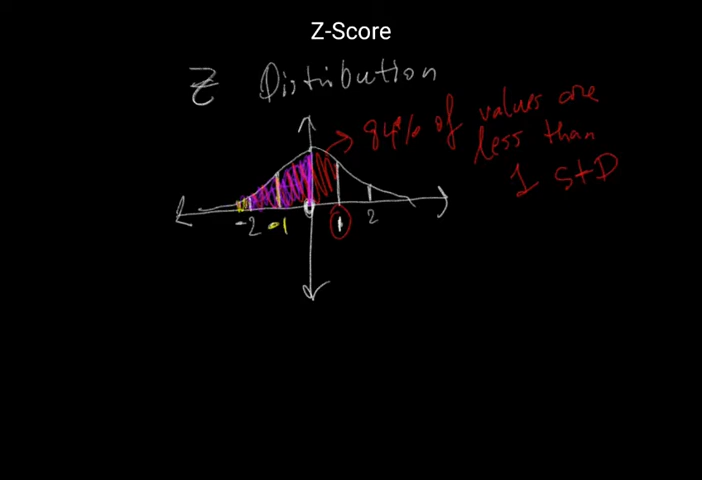 Z-Score
Z Distribution
84% of values are
less than
1 StD
-2 -1 0 1 2